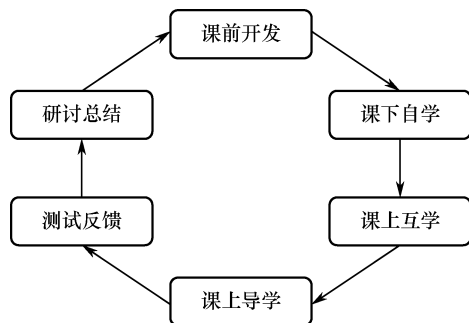 课前开发
研讨总结
课下自学
测试反馈
课上互学
课上导学